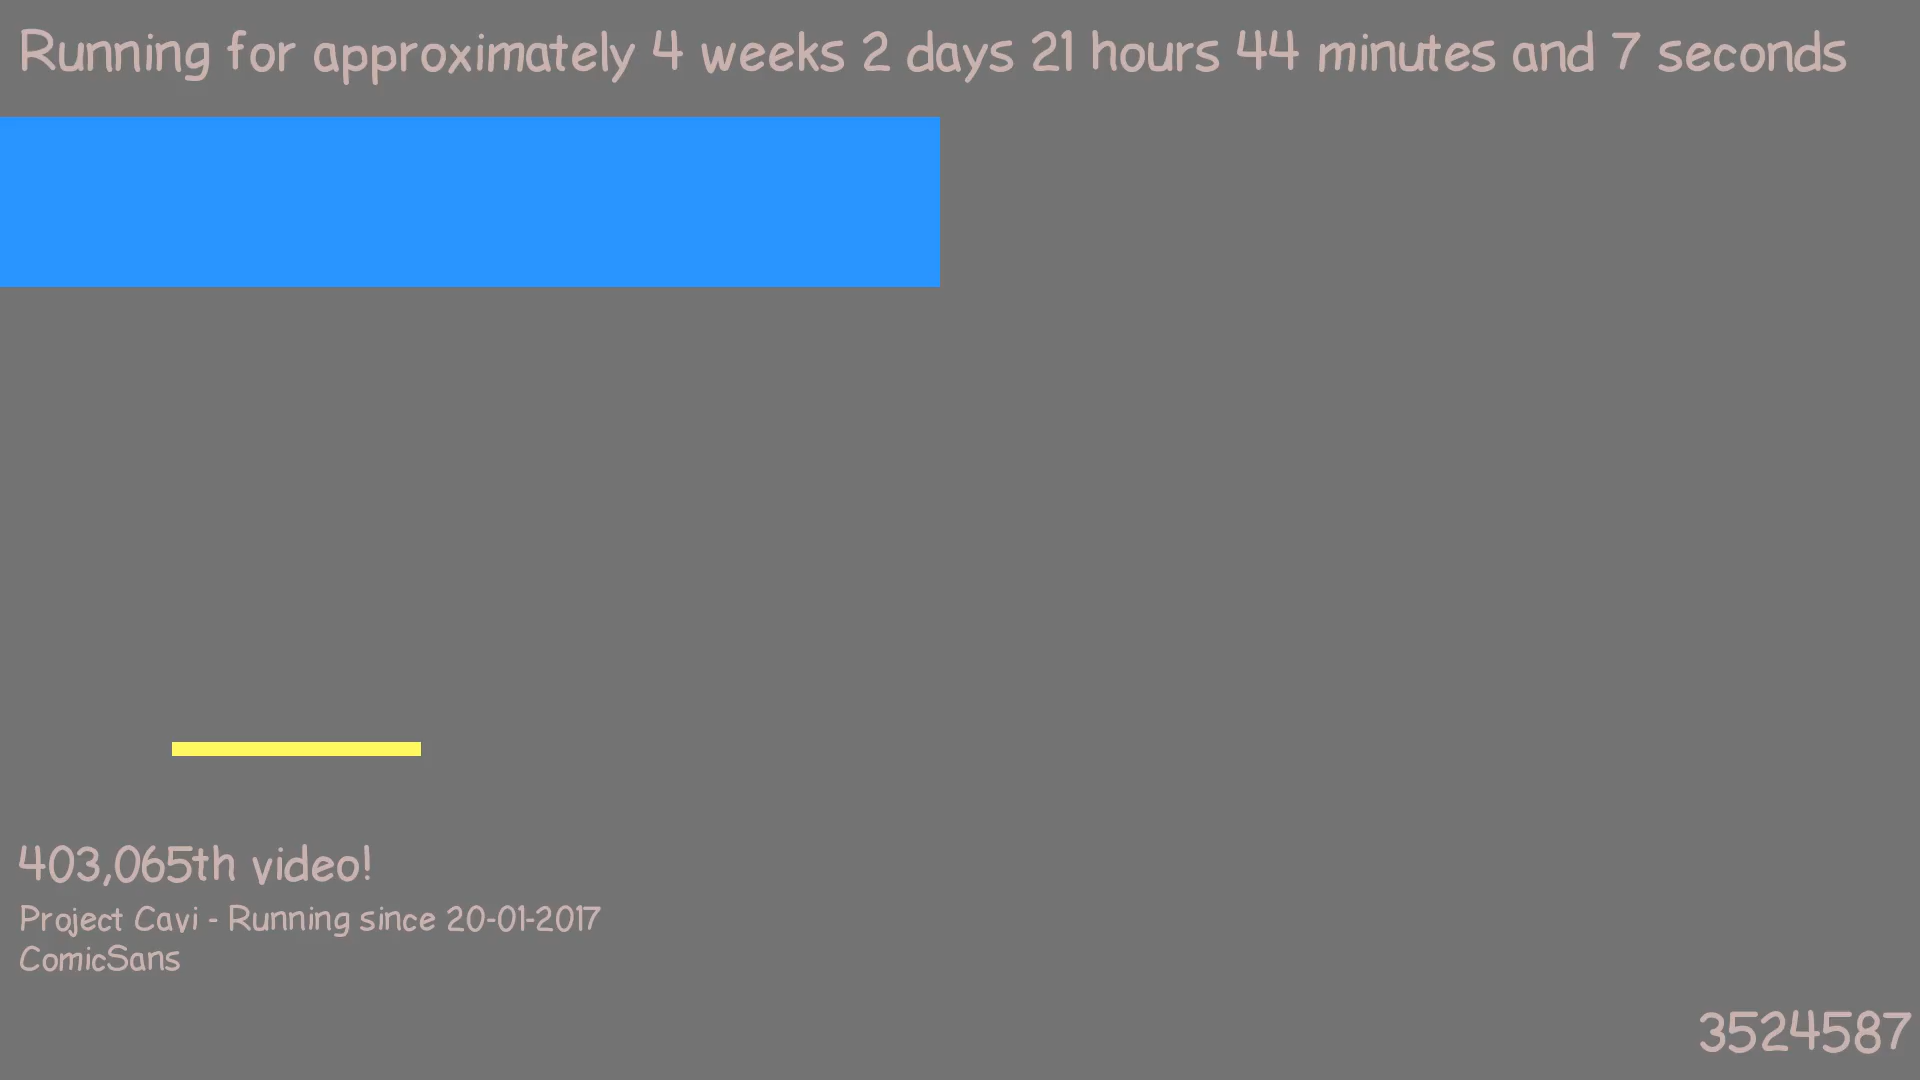 Running for approximately 4 weeks 2 days 21 hours 44 minutes and 7 seconds
403,065th video!
Project Cavi - Running since 20-01-2017
ComicSans
3524587